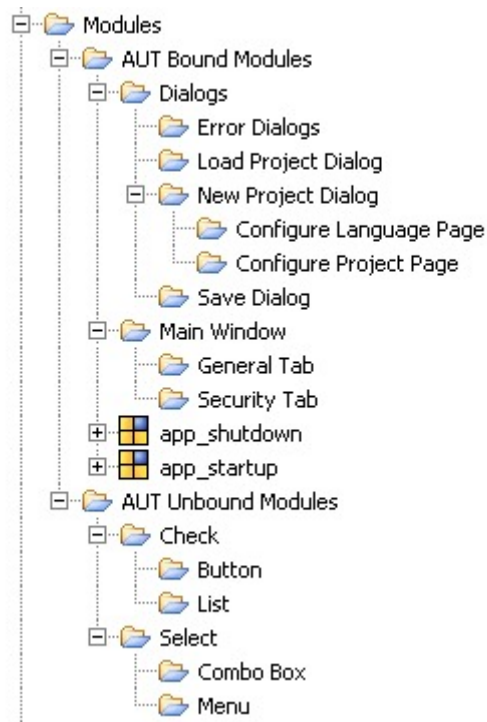 Modules
AUT Bound Modules
Dialogs
Error Dialogs
Load Project Dialog
New Project Dialog
Configure Language Page
Configure Project Page
Save Dialog
Main Window
General Tab
Security Tab
app_shutdown
app_startup
AUT Unbound Modules
Check
Button
List
Select
Combo Box
Menu